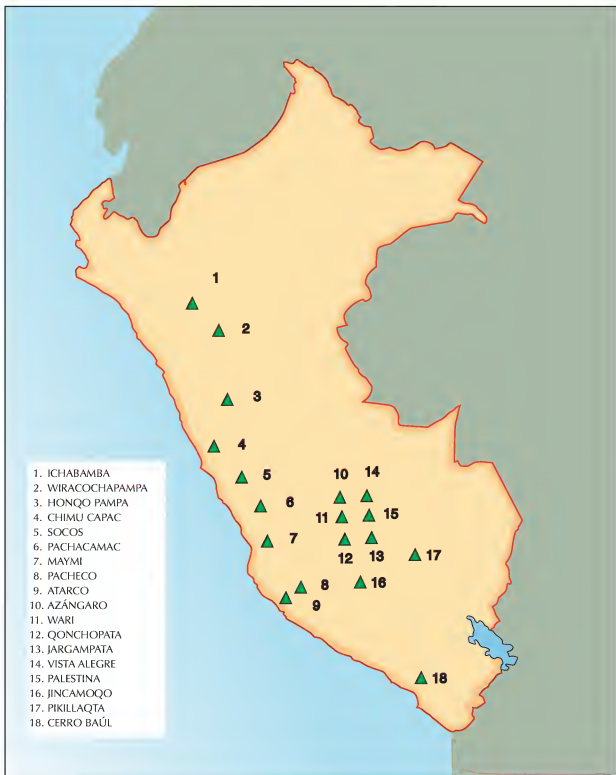 1
2
3
4
5
6
7
8
9
10
14
11
15
12
13
17
16
18
1. ICHABAMBA
2. WIRACOCHAPAMPA
3. HONQO PAMPA
4. CHIMU CAPAC
5. SOCOS
6. PACHACAMAC
7. MAYMI
8. PACHECO
9. ATARCO
10. AZÁNGARO
11. WARI
12. QONCHOPATA
13. JARGAMPATA
14. VISTA ALEGRE
15. PALESTINA
16. JINCAMOQO
17. PIKILLAQTA
18. CERRO BAÚL